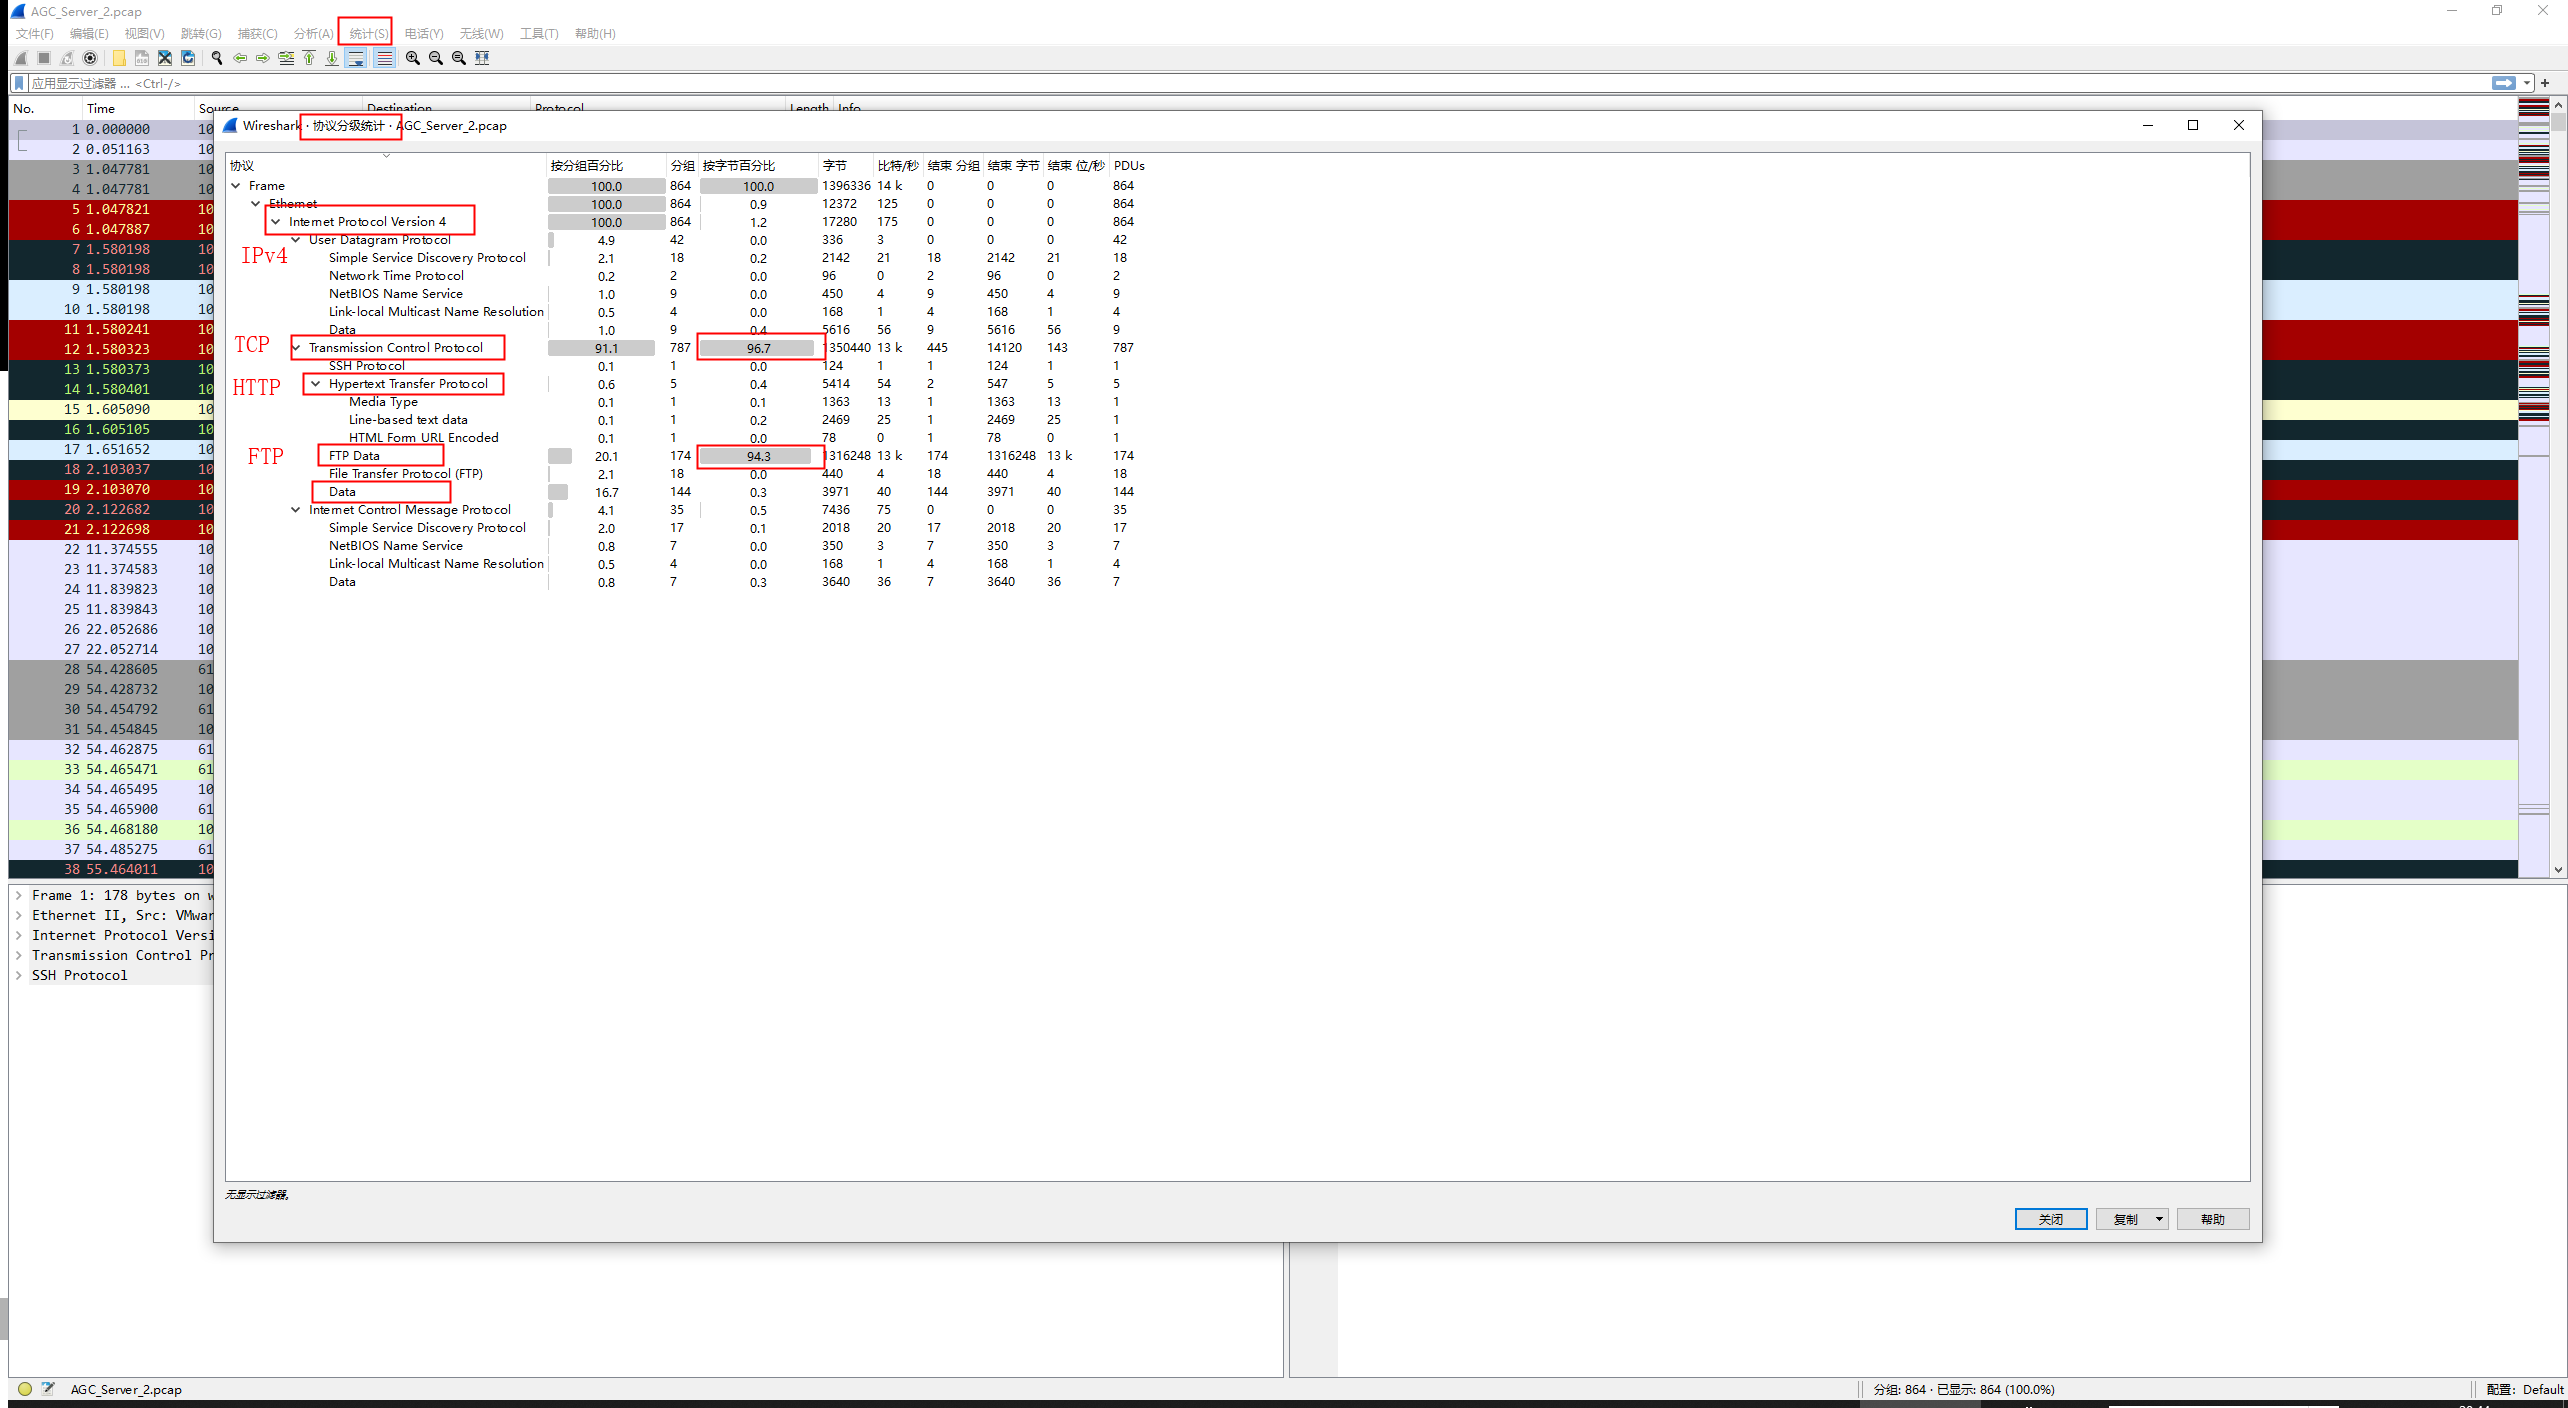 AGC_Server_2.pcap
文件(F) 编辑(E) 视图(V) 跳转(G) 捕获(C) 分析(A) 统计(S) 电话(Y) 无线(W) 工具(T) 帮助(H)
应用显示过滤器 … <Ctrl-/>
No. Time Source Destination Protocol Length Info
1 0.000000 10
2 0.051163 10
3 1.047781 10
4 1.047781 10
5 1.047821 10
6 1.047887 10
7 1.580198 10
8 1.580198 10
9 1.580198 10
10 1.580198 10
11 1.580241 10
12 1.580323 10
13 1.580373 10
14 1.580401 10
15 1.605090 10
16 1.605105 10
17 1.651652 10
18 2.103037 10
19 2.103070 10
20 2.122682 10
21 2.122698 10
22 11.374555 10
23 11.374583 10
24 11.839823 10
25 11.839843 10
26 22.052686 10
27 22.052714 10
28 54.428605 61
29 54.428732 10
30 54.454792 61
31 54.454845 10
32 54.462875 61
33 54.465471 61
34 54.465495 10
35 54.465900 61
36 54.468180 10
37 54.485275 61
38 55.464011 10
Wireshark · 协议分级统计 · AGC_Server_2.pcap
协议 按分组百分比 分组 按字节百分比 字节 比特/秒 结束 分组 结束 字节 结束 位/秒 PDUs
Frame 100.0 864 100.0 1396336 14 k 0 0 0 864
Ethernet 100.0 864 0.9 12372 125 0 0 0 864
Internet Protocol Version 4 100.0 864 1.2 17280 175 0 0 0 864
User Datagram Protocol 4.9 42 0.0 336 3 0 0 0 42
IPv4
Simple Service Discovery Protocol 2.1 18 0.2 2142 21 18 2142 21 18
Network Time Protocol 0.2 2 0.0 96 0 2 96 0 2
NetBIOS Name Service 1.0 9 0.0 450 4 9 450 4 9
Link-local Multicast Name Resolution 0.5 4 0.0 168 1 4 168 1 4
Data 1.0 9 0.4 5616 56 9 5616 56 9
TCP Transmission Control Protocol 91.1 787 96.7 1350440 13 k 445 14120 143 787
SSH Protocol 0.1 1 0.0 124 1 1 124 1 1
HTTP Hypertext Transfer Protocol 0.6 5 0.4 5414 54 2 547 5 5
Media Type 0.1 1 0.1 1363 13 1 1363 13 1
Line-based text data 0.1 1 0.2 2469 25 1 2469 25 1
HTML Form URL Encoded 0.1 1 0.0 78 0 1 78 0 1
FTP FTP Data 20.1 174 94.3 1316248 13 k 174 1316248 13 k 174
File Transfer Protocol (FTP) 2.1 18 0.0 440 4 18 440 4 18
Data 16.7 144 0.3 3971 40 144 3971 40 144
Internet Control Message Protocol 4.1 35 0.5 7436 75 0 0 0 35
Simple Service Discovery Protocol 2.0 17 0.1 2018 20 17 2018 20 17
NetBIOS Name Service 0.8 7 0.0 350 3 7 350 3 7
Link-local Multicast Name Resolution 0.5 4 0.0 168 1 4 168 1 4
Data 0.8 7 0.3 3640 36 7 3640 36 7
无显示过滤器。
关闭 复制 帮助
Frame 1: 178 bytes on
Ethernet II, Src: VMwar
Internet Protocol Versi
Transmission Control Pr
SSH Protocol
AGC_Server_2.pcap
分组: 864 · 已显示: 864 (100.0%)
配置: Default